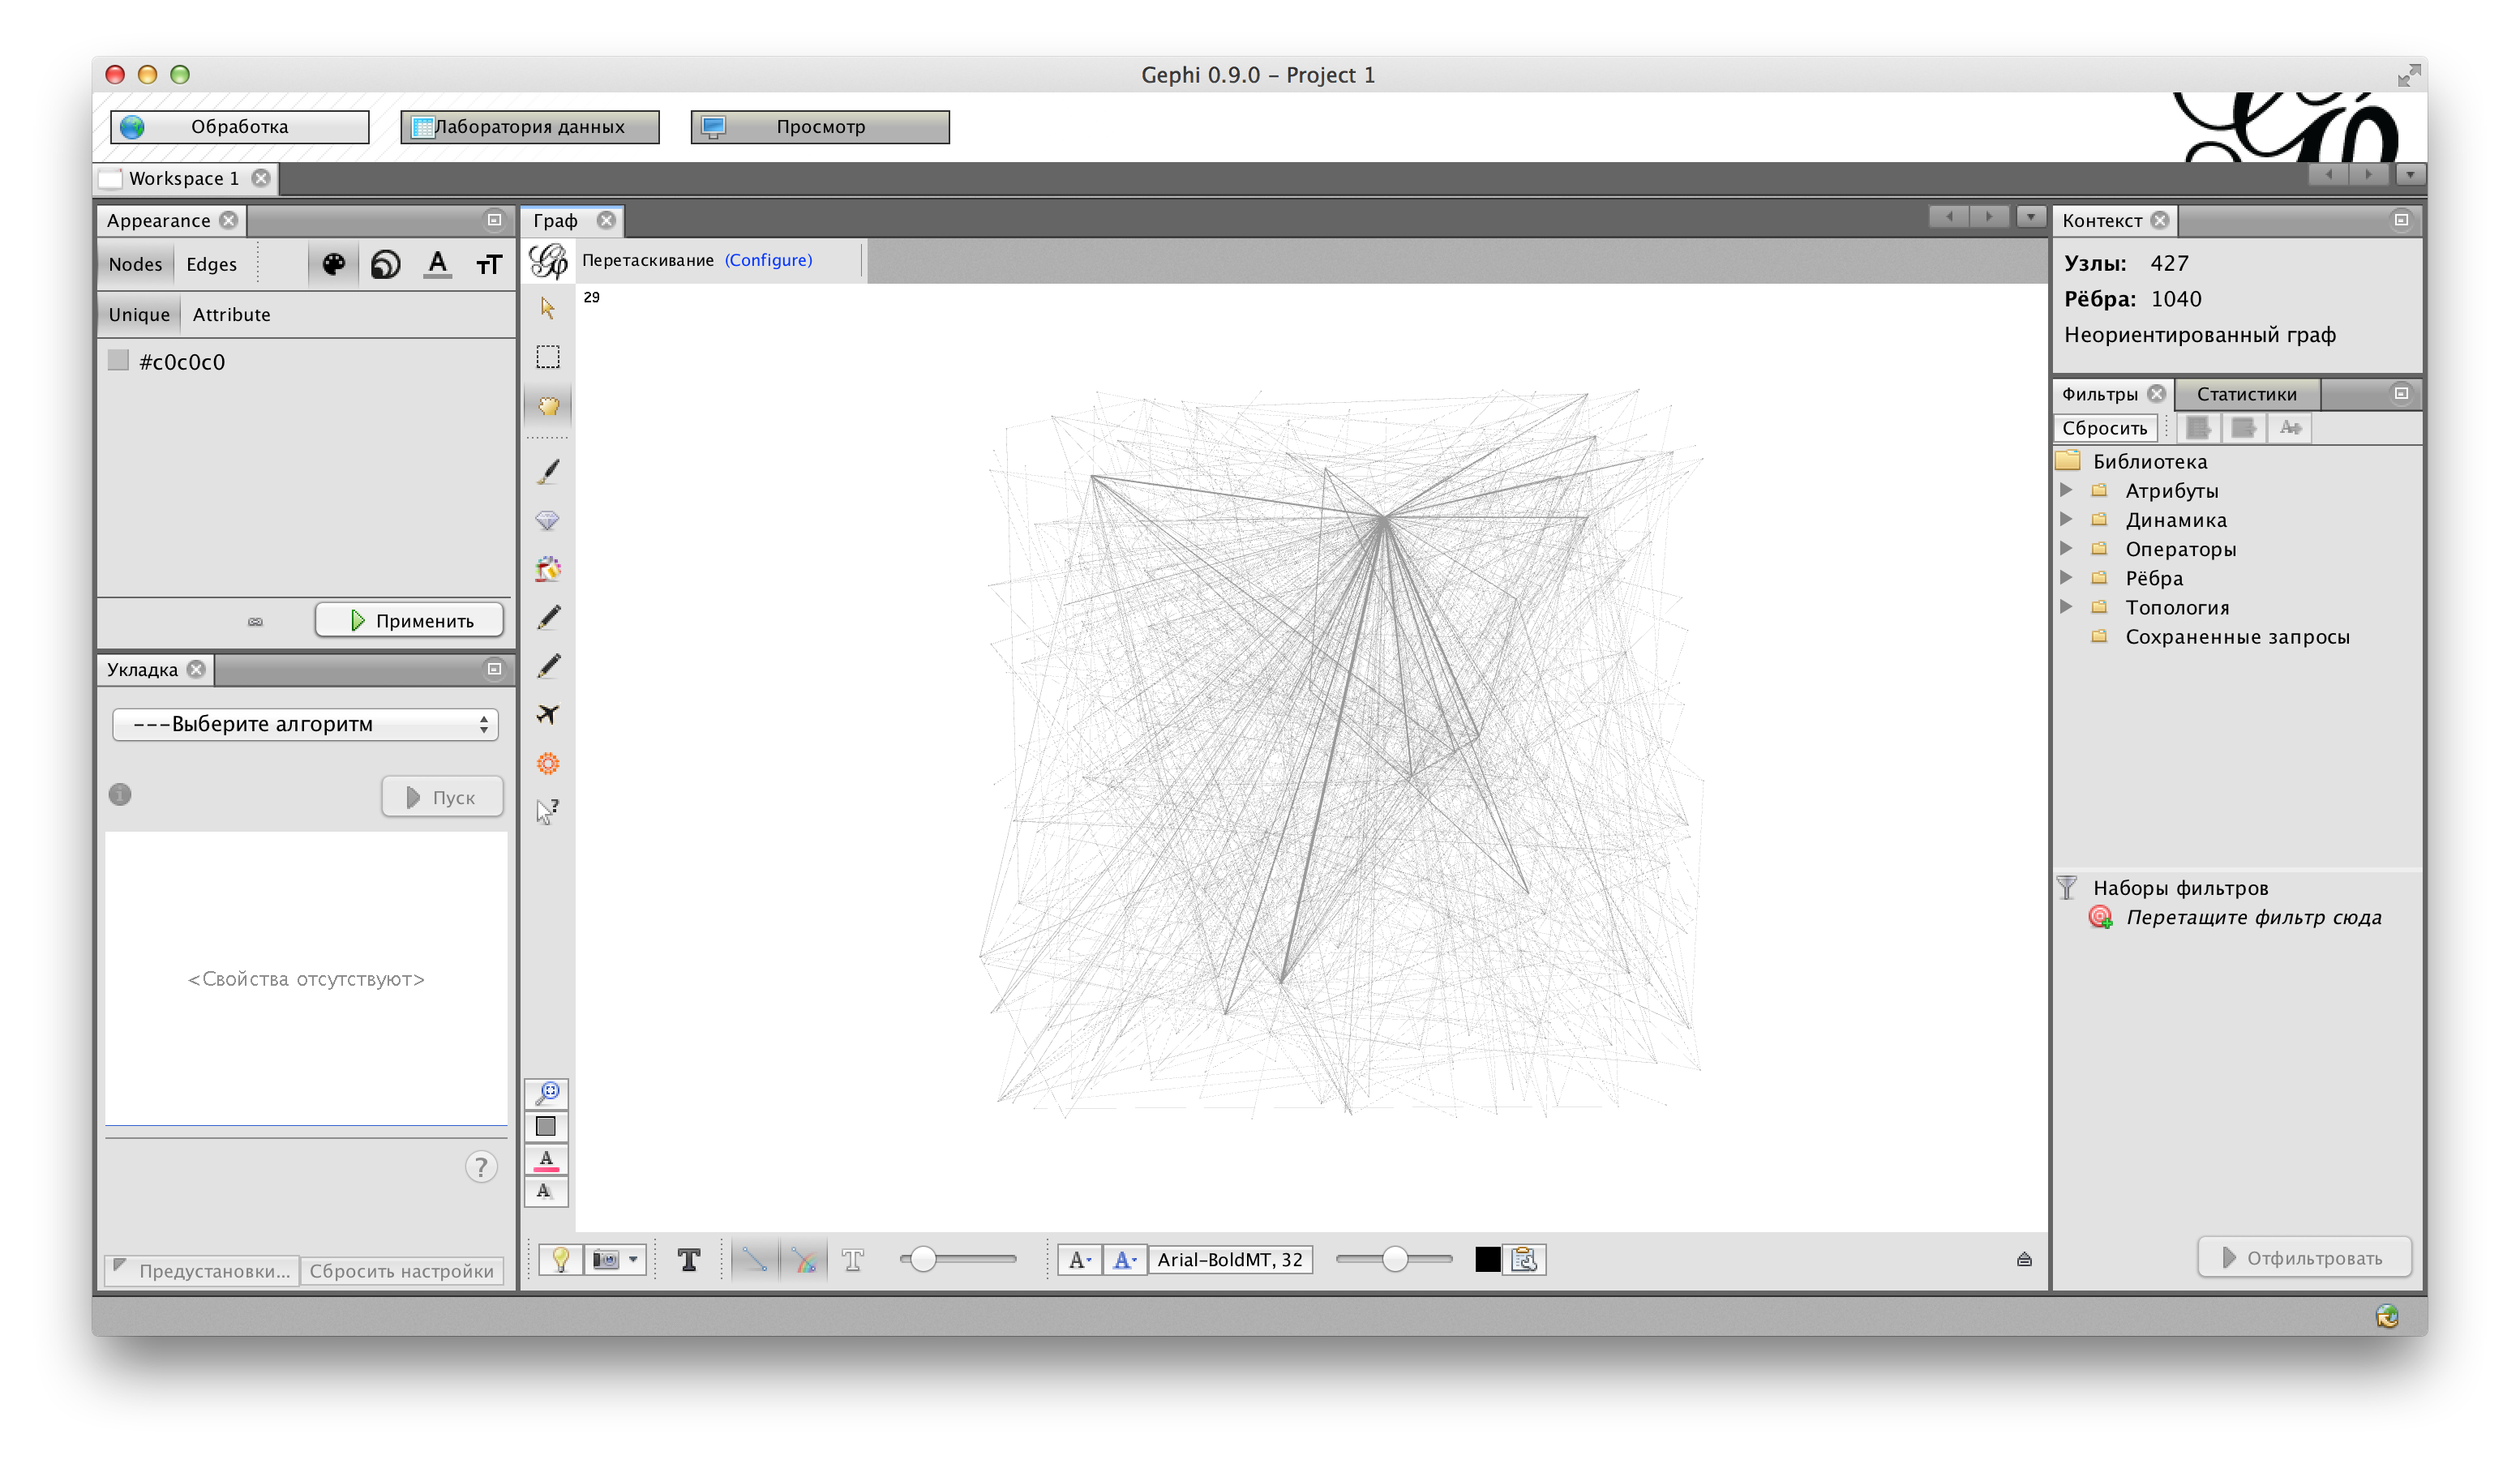 Gephi 0.9.0 – Project 1
Обработка
Лаборатория данных
Просмотр
Workspace 1
Appearance
Nodes
Edges
Unique
Attribute
#c0c0c0
Применить
Укладка
---Выберите алгоритм
Пуск
<Свойства отсутствуют>
Предустановки...
Сбросить настройки
Граф
Перетаскивание (Configure)
29
Arial-BoldMT, 32
Контекст
Узлы: 427
Рёбра: 1040
Неориентированный граф
Фильтры
Статистики
Сбросить
Библиотека
Атрибуты
Динамика
Операторы
Рёбра
Топология
Сохраненные запросы
Наборы фильтров
Перетащите фильтр сюда
Отфильтровать